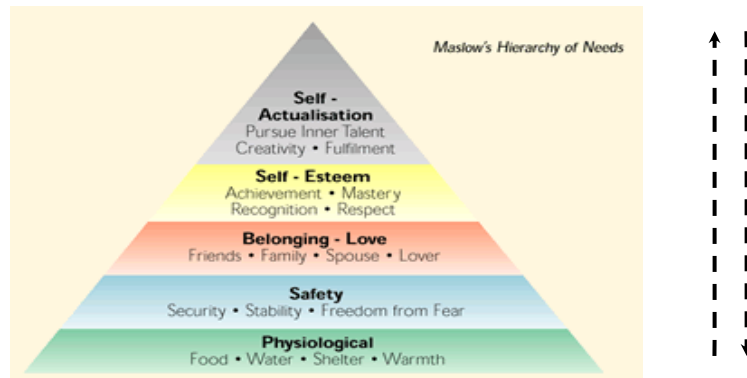 Maslow's Hierarchy of Needs
Self -
Actualisation
Pursue Inner Talent
Creativity • Fulfilment
Self - Esteem
Achievement • Mastery
Recognition • Respect
Belonging - Love
Friends • Family • Spouse • Lover
Safety
Security • Stability • Freedom from Fear
Physiological
Food • Water • Shelter • Warmth